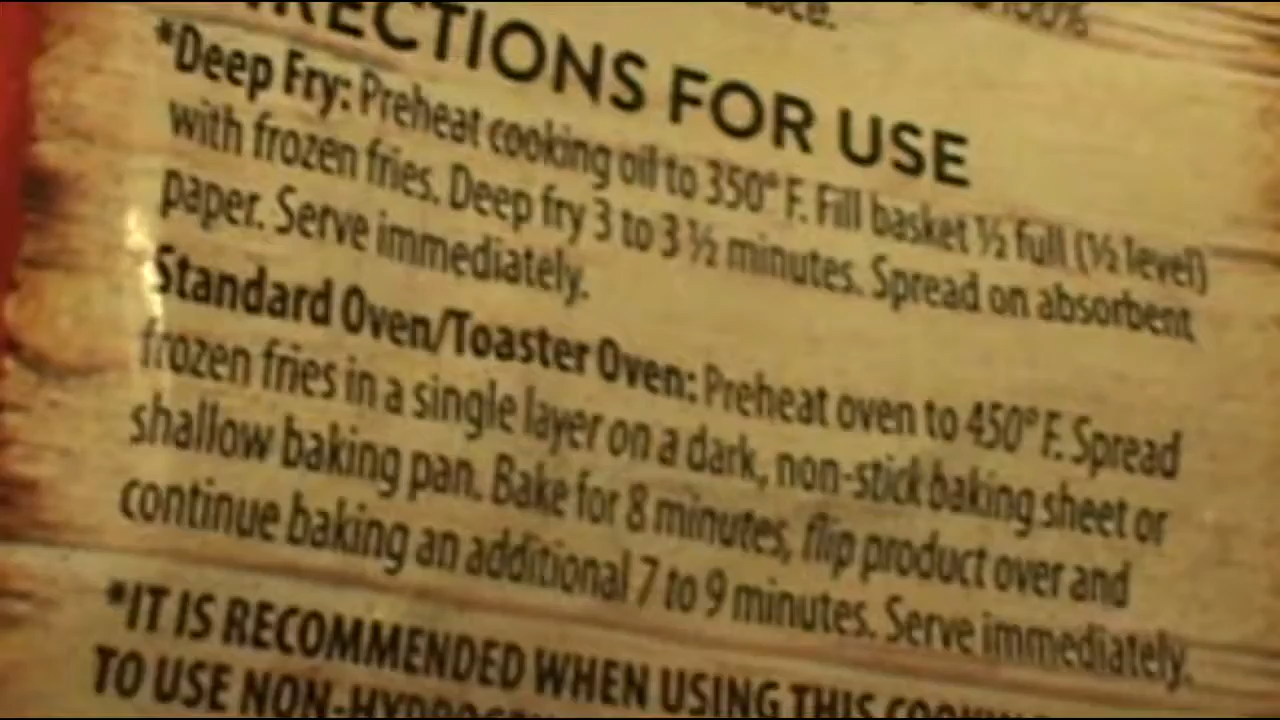 100%
RECTIONS FOR USE
*Deep Fry: Preheat cooking oil to 350° F. Fill basket ½ full (½ level)
with frozen fries. Deep fry 3 to 3 ½ minutes. Spread on absorbent
paper. Serve immediately.
Standard Oven/Toaster Oven: Preheat oven to 450° F. Spread
frozen fries in a single layer on a dark, non-stick baking sheet or
shallow baking pan. Bake for 8 minutes, flip product over and
continue baking an additional 7 to 9 minutes. Serve immediately.
*IT IS RECOMMENDED WHEN USING THIS
TO USE